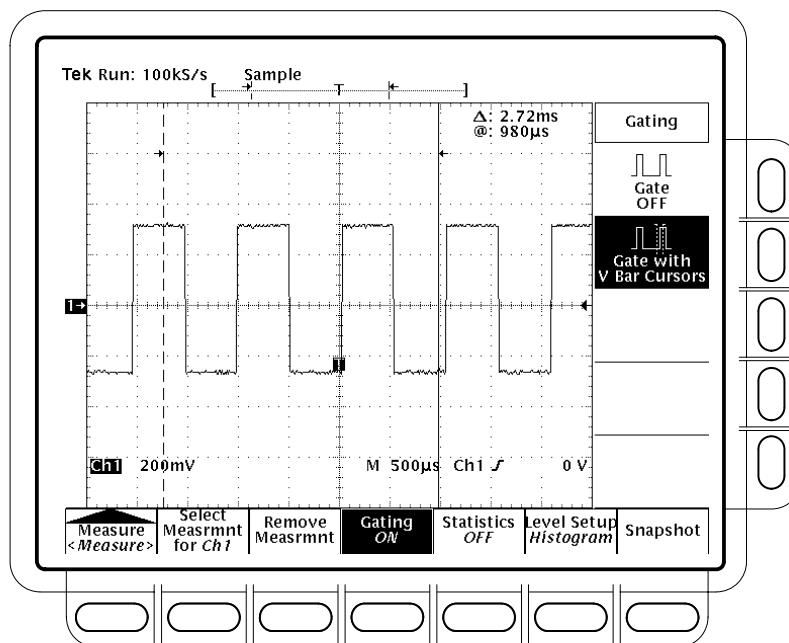 Tek Run: 100kS/s Sample
[ T ]
Δ: 2.72ms
@: 980µs
Gating
Gate
OFF
Gate with
V Bar Cursors
1
T
Ch1 200mV M 500µs Ch1 0 V
Measure
<Measure>
Select
Measrmnt
for Ch1
Remove
Measrmnt
Gating
ON
Statistics
OFF
Level Setup
Histogram
Snapshot